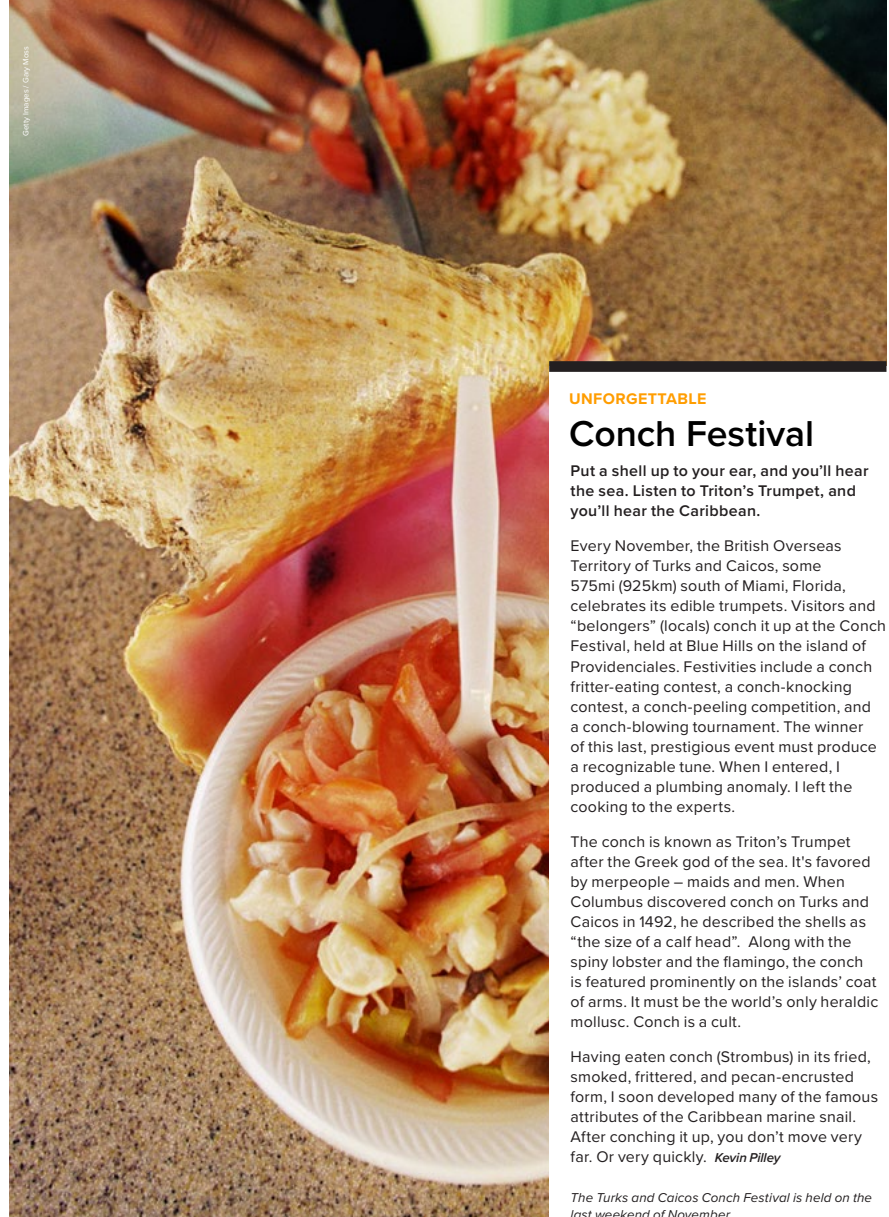 Getty Images / Gary Moss
UNFORGETTABLE
Conch Festival
Put a shell up to your ear, and you’ll hear
the sea. Listen to Triton’s Trumpet, and
you’ll hear the Caribbean.
Every November, the British Overseas
Territory of Turks and Caicos, some
575mi (925km) south of Miami, Florida,
celebrates its edible trumpets. Visitors and
“belongers” (locals) conch it up at the Conch
Festival, held at Blue Hills on the island of
Providenciales. Festivities include a conch
fritter-eating contest, a conch-knocking
contest, a conch-peeling competition, and
a conch-blowing tournament. The winner
of this last, prestigious event must produce
a recognizable tune. When I entered, I
produced a plumbing anomaly. I left the
cooking to the experts.
The conch is known as Triton’s Trumpet
after the Greek god of the sea. It's favored
by merpeople – maids and men. When
Columbus discovered conch on Turks and
Caicos in 1492, he described the shells as
“the size of a calf head”.  Along with the
spiny lobster and the flamingo, the conch
is featured prominently on the islands’ coat
of arms. It must be the world’s only heraldic
mollusc. Conch is a cult.
Having eaten conch (Strombus) in its fried,
smoked, frittered, and pecan-encrusted
form, I soon developed many of the famous
attributes of the Caribbean marine snail.
After conching it up, you don’t move very
far. Or very quickly. Kevin Pilley
The Turks and Caicos Conch Festival is held on the
last weekend of November